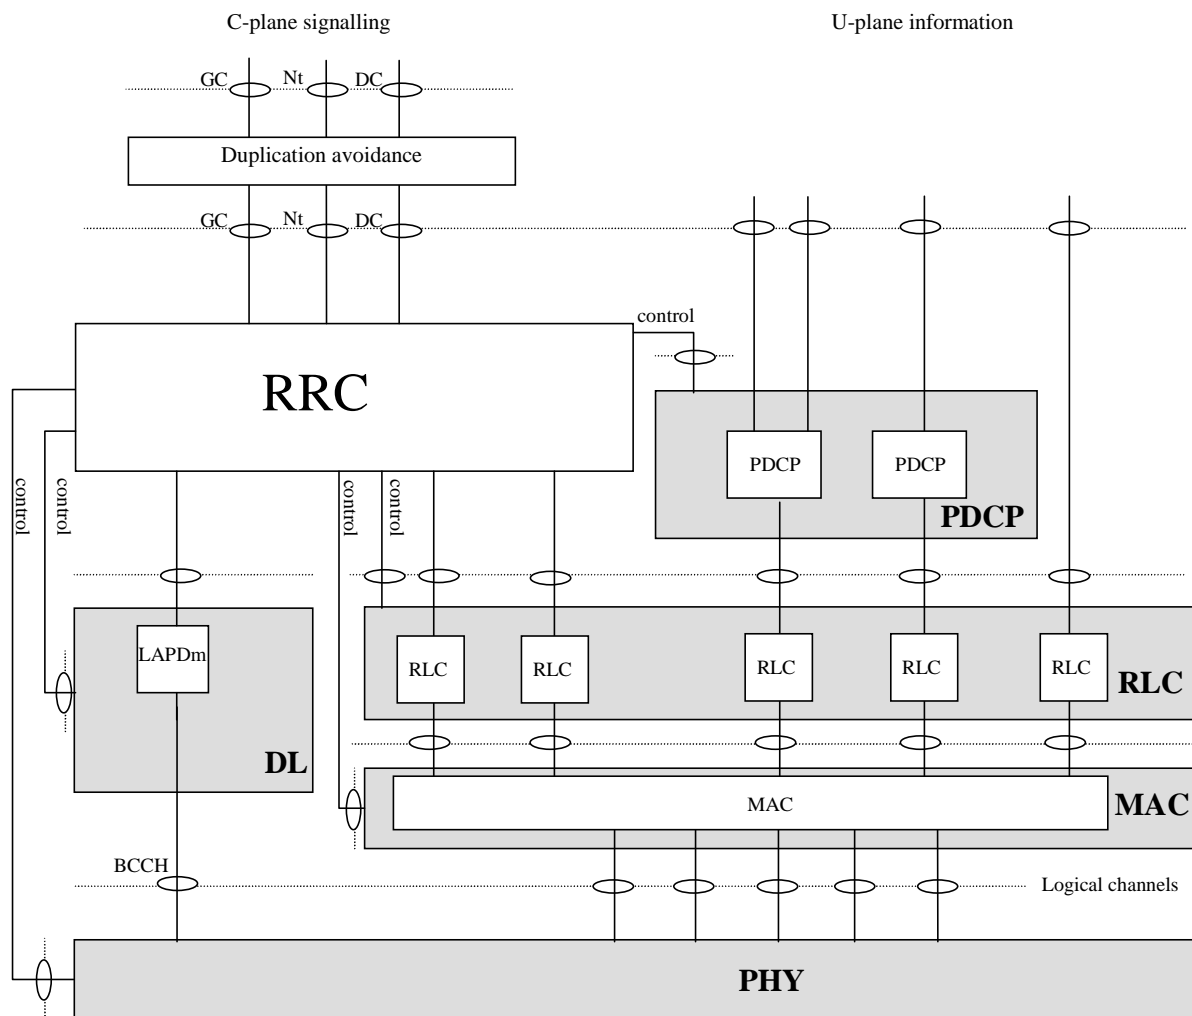 C-plane signalling
U-plane information
GC Nt DC
Duplication avoidance
GC Nt DC
control
RRC
PDCP PDCP
PDCP
control
control
control
control
LAPDm
DL
RLC RLC RLC RLC RLC
RLC
MAC
MAC
BCCH
Logical channels
PHY